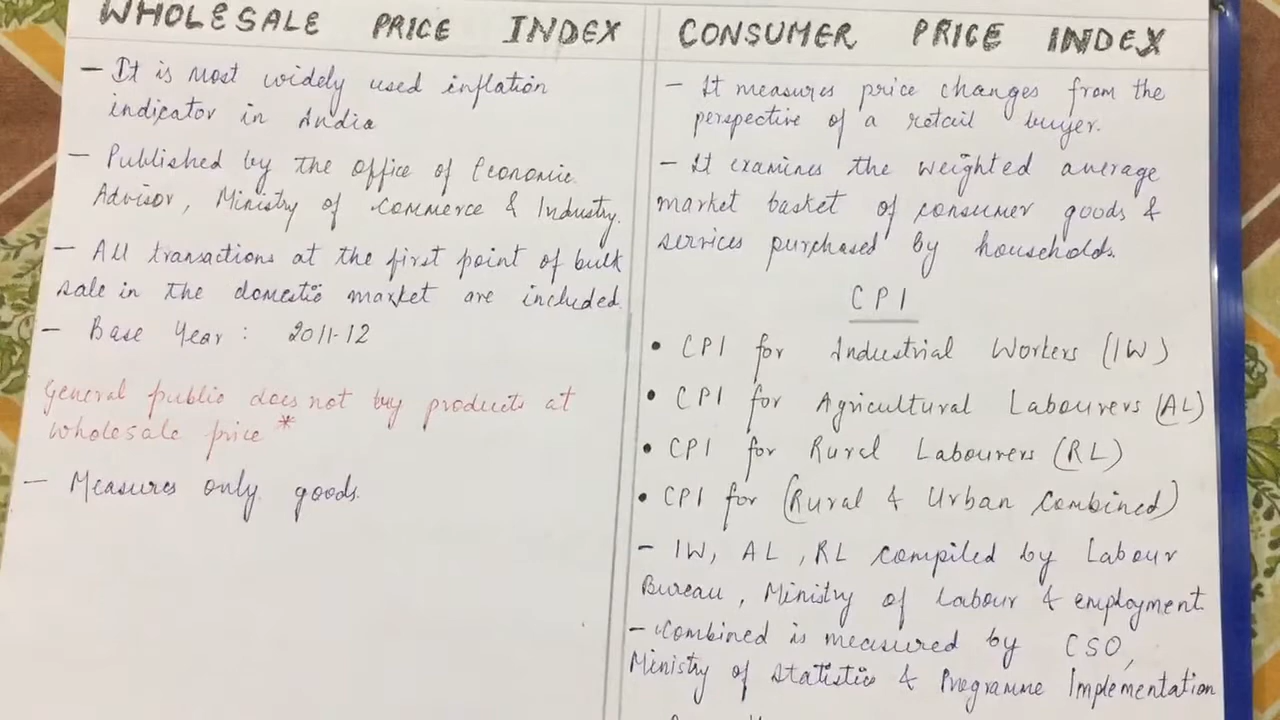 WHOLESALE PRICE INDEX
- It is most widely used inflation
indicator in India
- Published by the office of Economic
Advisor, Ministry of Commerce & Industry.
- All transactions at the first point of bulk
sale in the domestic market are included.
- Base Year : 2011-12
General public does not buy products at
wholesale price *
- Measures only goods.
CONSUMER PRICE INDEX
- It measures price changes from the
perspective of a retail buyer.
- It examines the weighted average
market basket of consumer goods &
services purchased by households.
CPI
• CPI for Industrial Workers (IW)
• CPI for Agricultural Labourers (AL)
• CPI for Rural Labourers (RL)
• CPI for (Rural & Urban Combined)
- IW, AL, RL compiled by Labour
Bureau, Ministry of Labour & employment.
- Combined is measured by CSO,
Ministry of Statistics & Programme Implementation